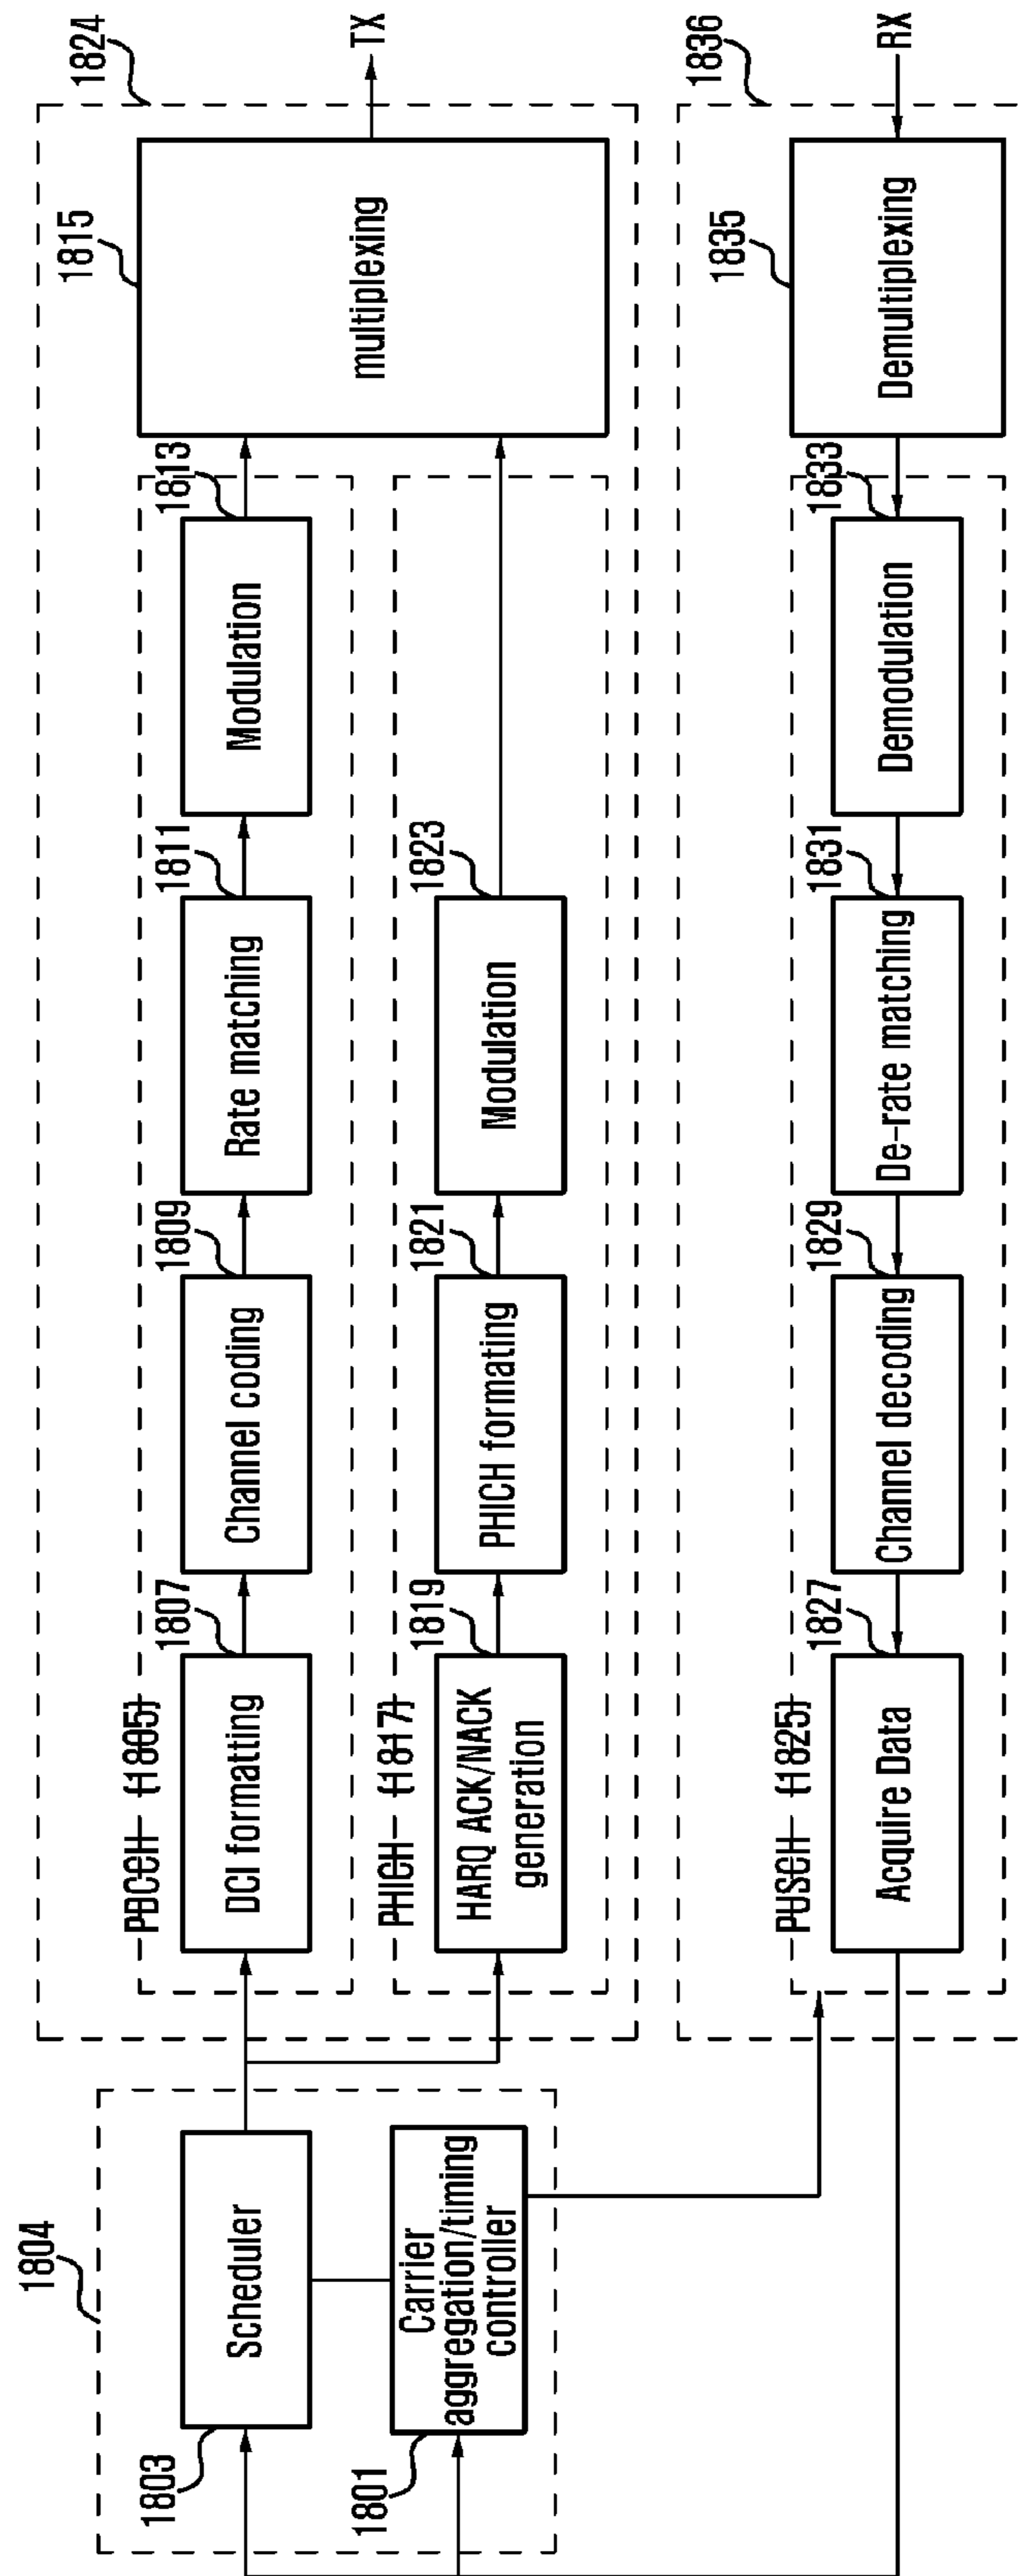 1804
1803
Scheduler
1801
Carrier
aggregation/timing
controller
1824
PDCCH (1805)
1807
DCI formatting
1809
Channel coding
1811
Rate matching
1813
Modulation
1815
multiplexing
TX
PHICH (1817)
1819
HARQ ACK/NACK
generation
1821
PHICH formating
1823
Modulation
1836
PUSCH (1825)
1827
Acquire Data
1829
Channel decoding
1831
De-rate matching
1833
Demodulation
1835
Demultiplexing
RX